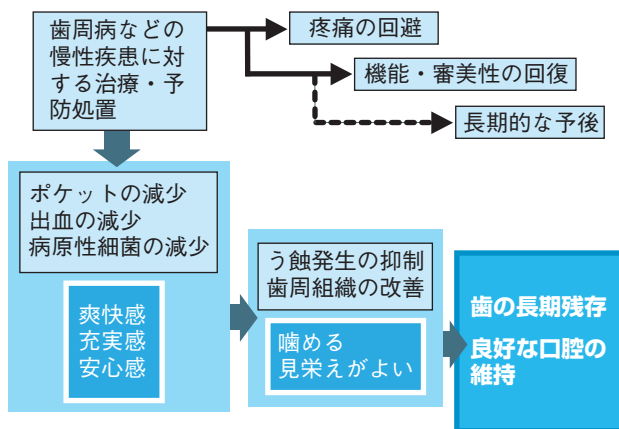 歯周病などの
慢性疾患に対
する治療・予
防処置
疼痛の回避
機能・審美性の回復
長期的な予後
ポケットの減少
出血の減少
病原性細菌の減少
爽快感
充実感
安心感
う蝕発生の抑制
歯周組織の改善
噛める
見栄えがよい
歯の長期残存
良好な口腔の
維持